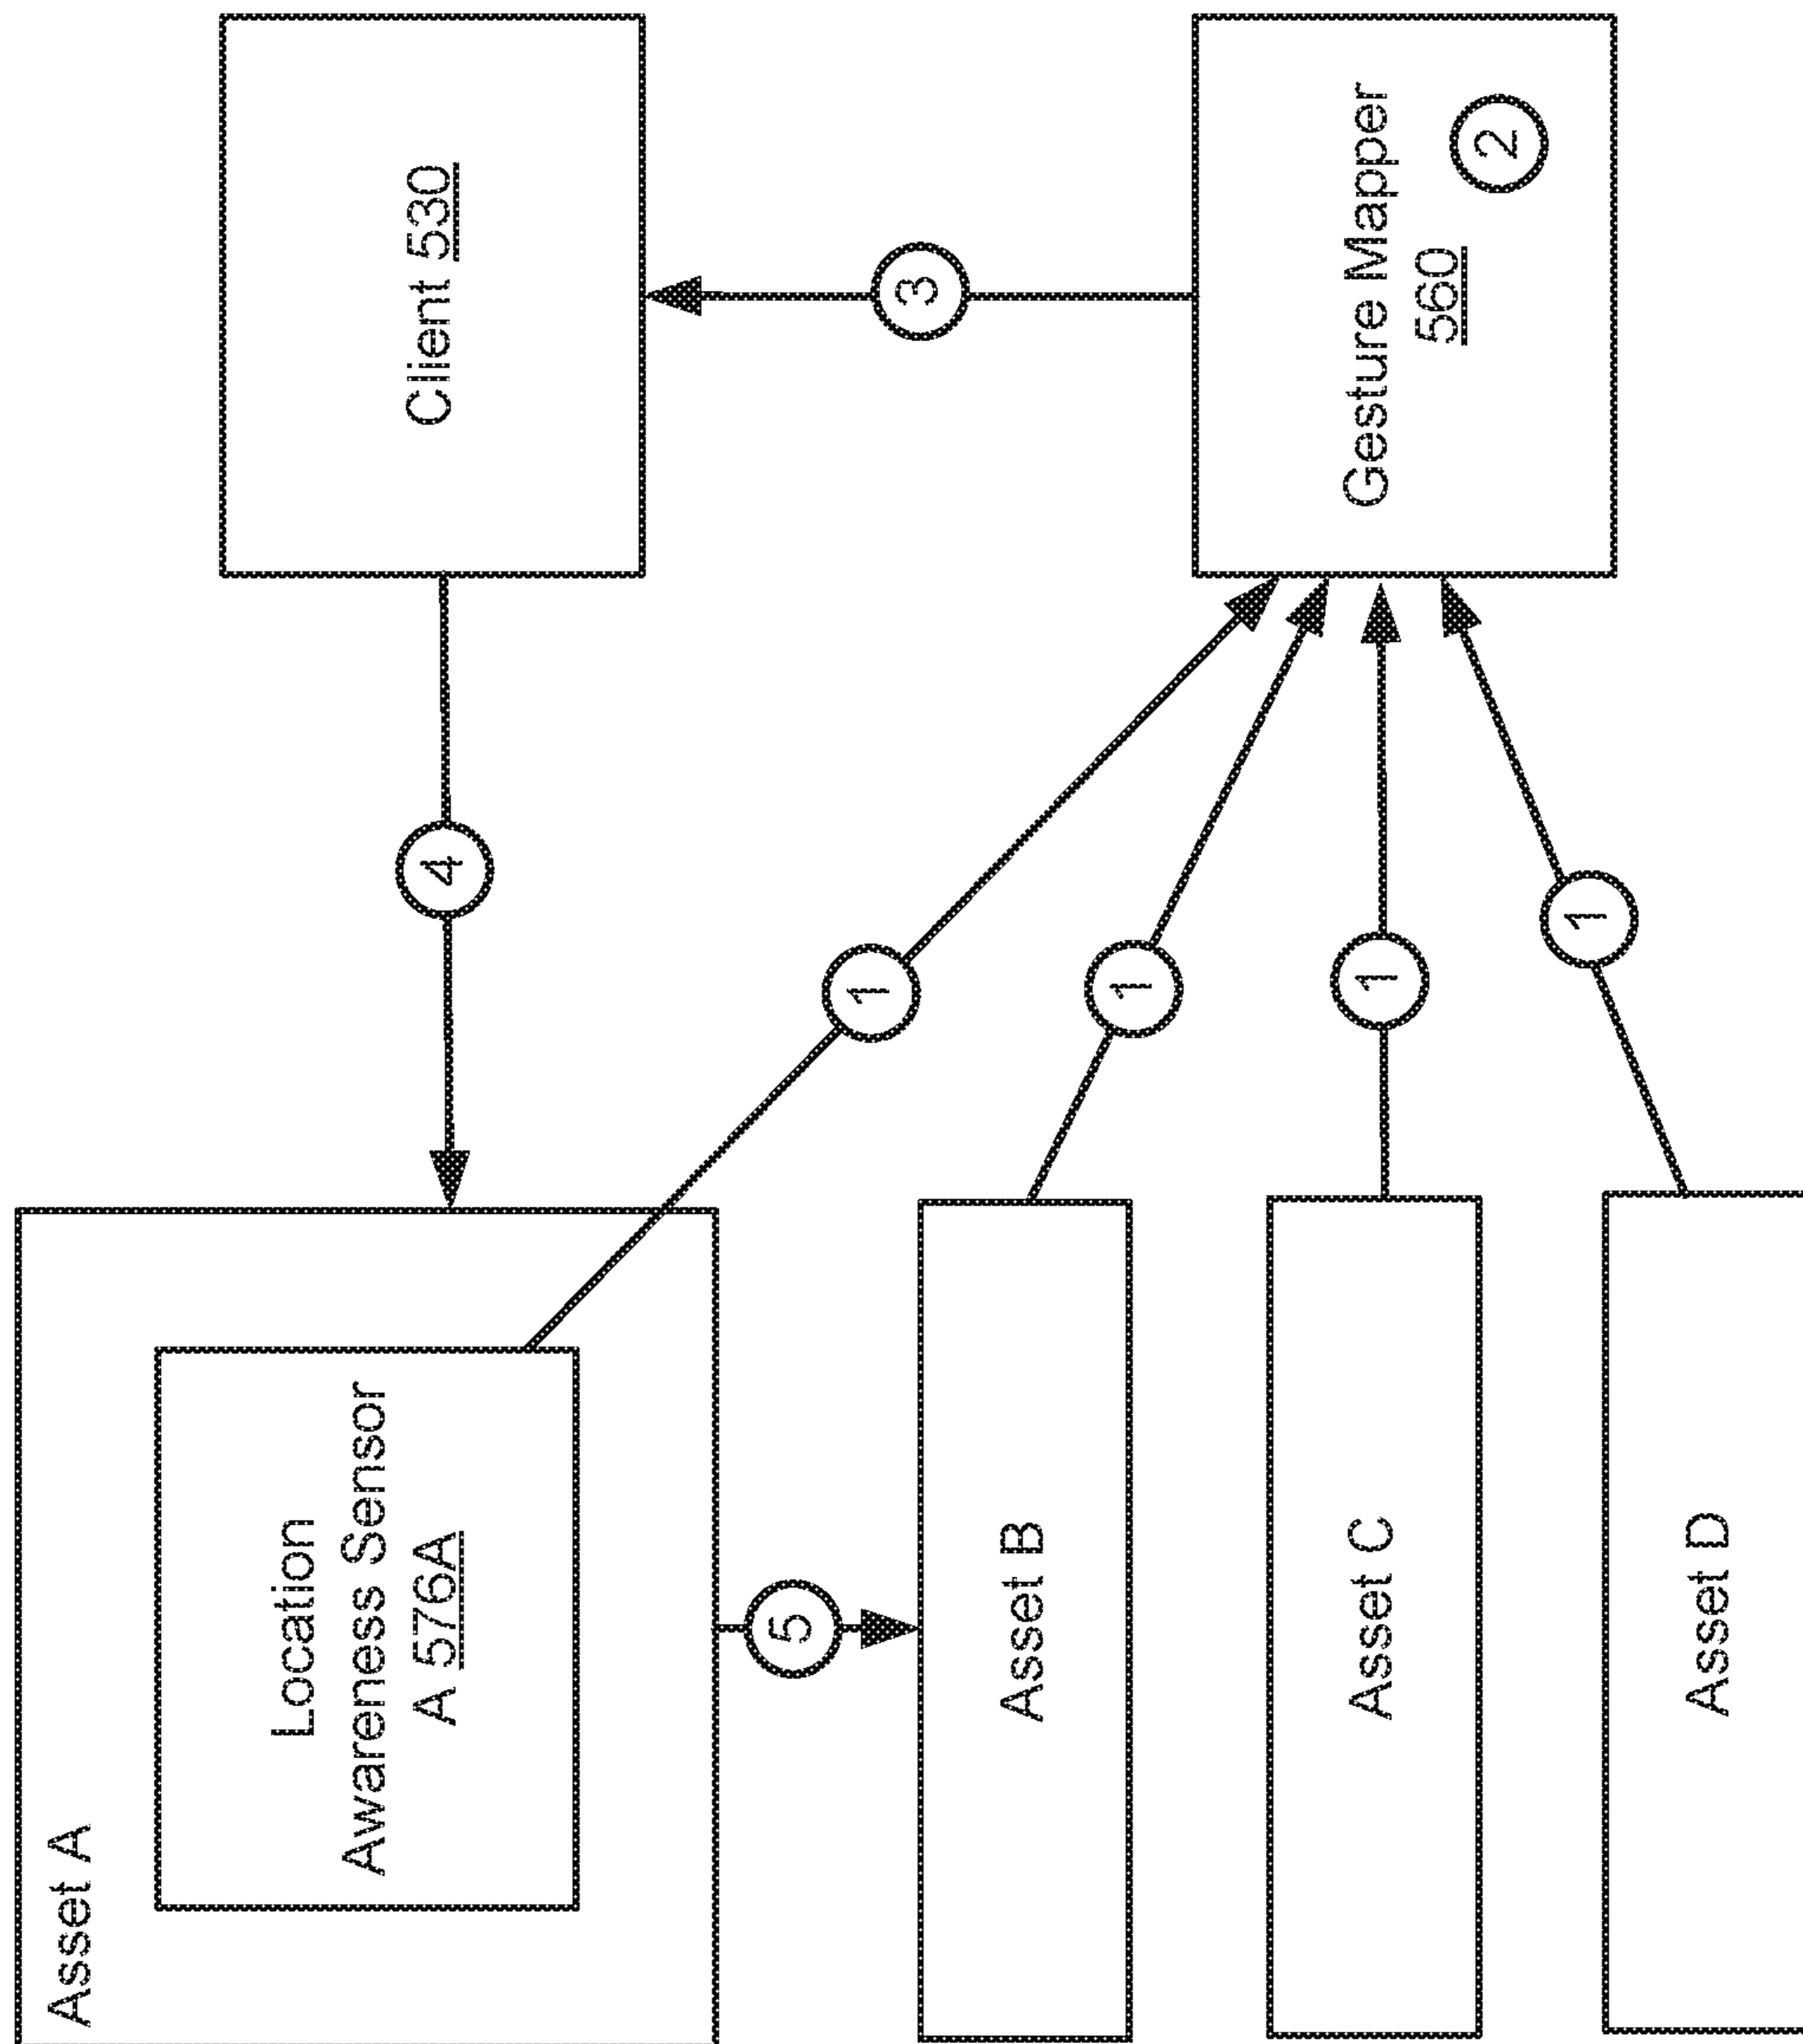 Asset A
Location
Awareness Sensor
A 576A
4
Client 530
5
1
3
Asset B
1
Asset C
1
Gesture Mapper
560
2
Asset D
1